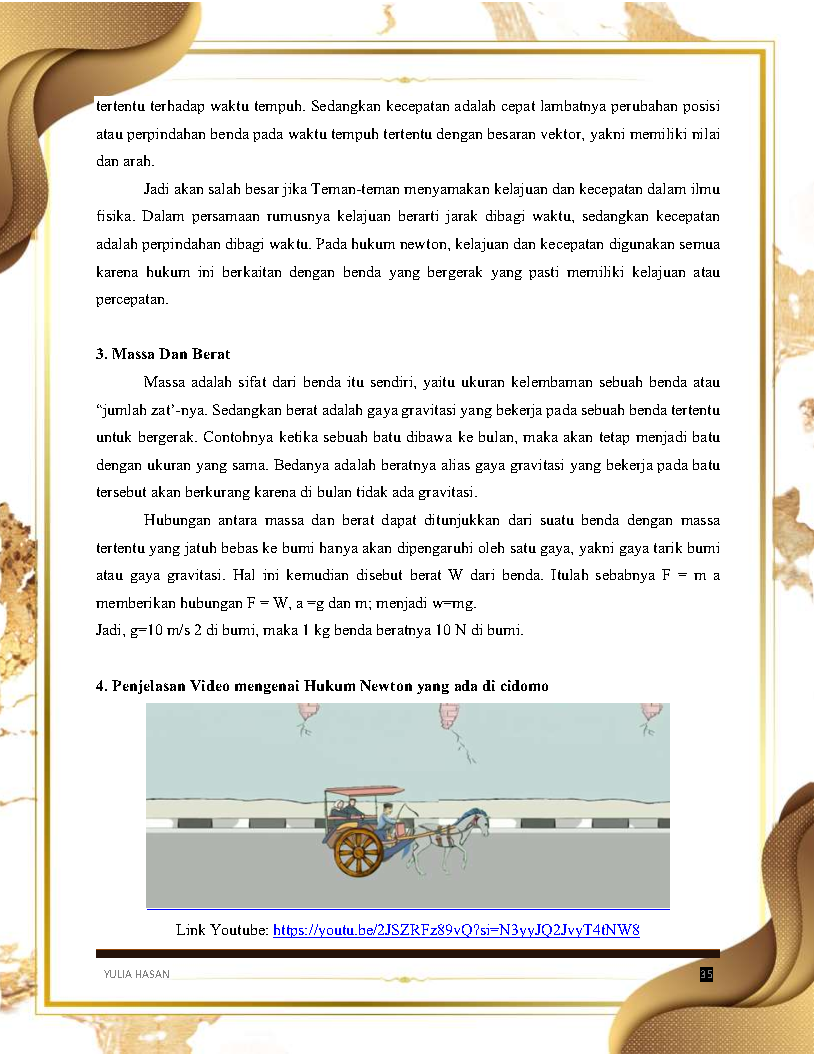 tertentu terhadap waktu tempuh. Sedangkan kecepatan adalah cepat lambatnya perubahan posisi
atau perpindahan benda pada waktu tempuh tertentu dengan besaran vektor, yakni memiliki nilai
dan arah.
Jadi akan salah besar jika Teman-teman menyamakan kelajuan dan kecepatan dalam ilmu
fisika. Dalam persamaan rumusnya kelajuan berarti jarak dibagi waktu, sedangkan kecepatan
adalah perpindahan dibagi waktu. Pada hukum newton, kelajuan dan kecepatan digunakan semua
karena hukum ini berkaitan dengan benda yang bergerak yang pasti memiliki kelajuan atau
percepatan.
3. Massa Dan Berat
Massa adalah sifat dari benda itu sendiri, yaitu ukuran kelembaman sebuah benda atau
“jumlah zat’-nya. Sedangkan berat adalah gaya gravitasi yang bekerja pada sebuah benda tertentu
untuk bergerak. Contohnya ketika sebuah batu dibawa ke bulan, maka akan tetap menjadi batu
dengan ukuran yang sama. Bedanya adalah beratnya alias gaya gravitasi yang bekerja pada batu
tersebut akan berkurang karena di bulan tidak ada gravitasi.
Hubungan antara massa dan berat dapat ditunjukkan dari suatu benda dengan massa
tertentu yang jatuh bebas ke bumi hanya akan dipengaruhi oleh satu gaya, yakni gaya tarik bumi
atau gaya gravitasi. Hal ini kemudian disebut berat W dari benda. Itulah sebabnya F = m a
memberikan hubungan F = W, a =g dan m; menjadi w=mg.
Jadi, g=10 m/s 2 di bumi, maka 1 kg benda beratnya 10 N di bumi.
4. Penjelasan Video mengenai Hukum Newton yang ada di cidomo
Link Youtube: https://youtu.be/2JSZRFz89vQ?si=N3yyJQ2JvyT4tNW8
YULIA HASAN
35